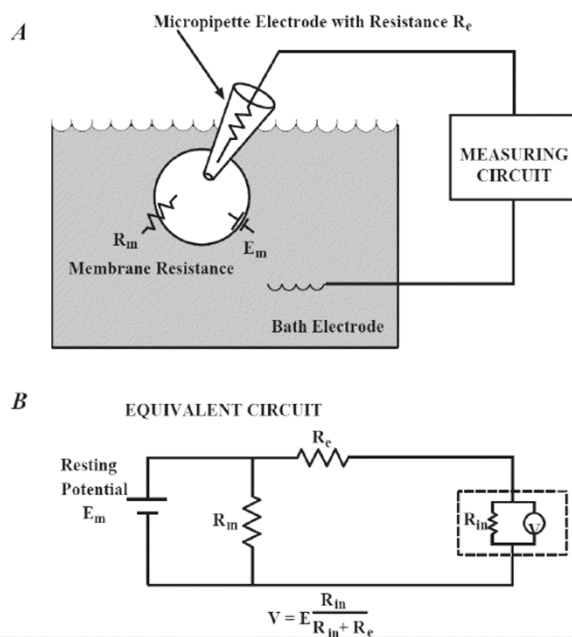 A
Micropipette Electrode with Resistance Re
MEASURING
CIRCUIT
Rm
Em
Membrane Resistance
Bath Electrode
B
EQUIVALENT CIRCUIT
Re
Resting
Potential
Em
Rm
Rin
V
V = E Rin
Rin + Re